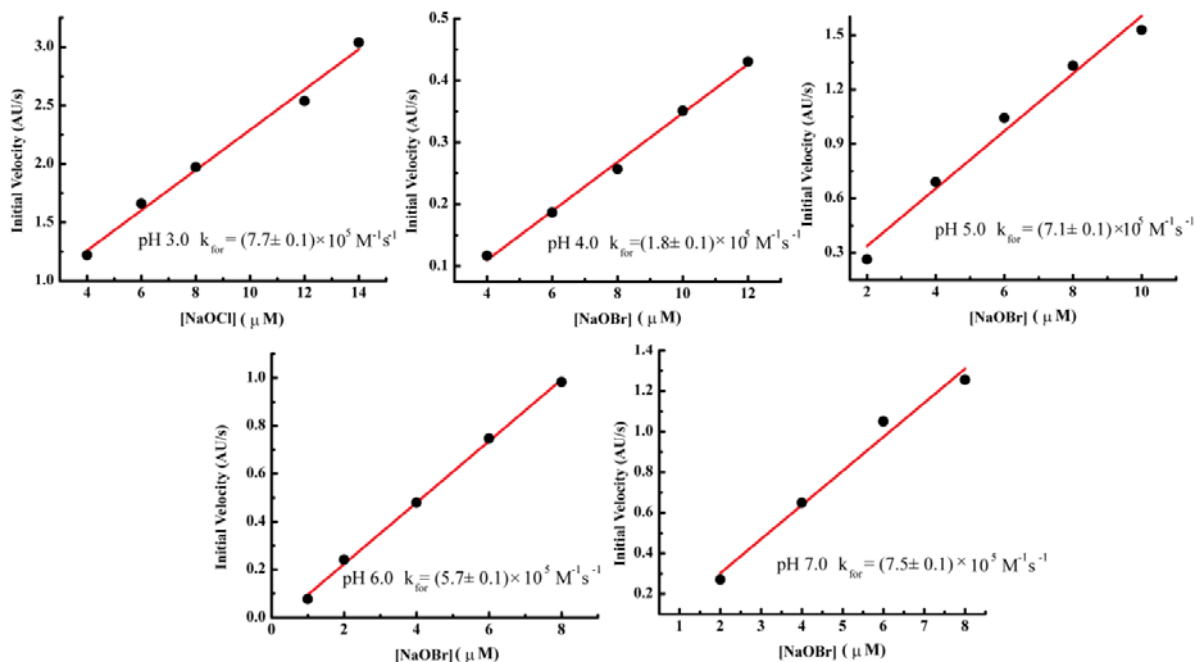 Initial Velocity (AU/s)
3.0
2.5
2.0
1.5
1.0
pH 3.0 k_for = (7.7± 0.1)×10⁵ M⁻¹s⁻¹
4 6 8 10 12 14
[NaOCl] ( μ M)
Initial Velocity (AU/s)
0.5
0.4
0.3
0.2
0.1
pH 4.0 k_for=(1.8± 0.1)× 10⁵ M⁻¹s⁻¹
4 6 8 10 12
[NaOBr] ( μ M)
Initial Velocity (AU/s)
1.5
1.2
0.9
0.6
0.3
pH 5.0 k_for = (7.1± 0.1)×10⁵ M⁻¹s⁻¹
2 4 6 8 10
[NaOBr] ( μ M)
Initial Velocity (AU/s)
1.0
0.8
0.6
0.4
0.2
0.0
pH 6.0 k_for= (5.7± 0.1)×10⁵ M⁻¹s⁻¹
0 2 4 6 8
[NaOBr] ( μ M)
Initial Velocity (AU/s)
1.4
1.2
1.0
0.8
0.6
0.4
0.2
pH 7.0 k_for = (7.5± 0.1) × 10⁵ M⁻¹s⁻¹
1 2 3 4 5 6 7 8
[NaOBr] ( μ M)